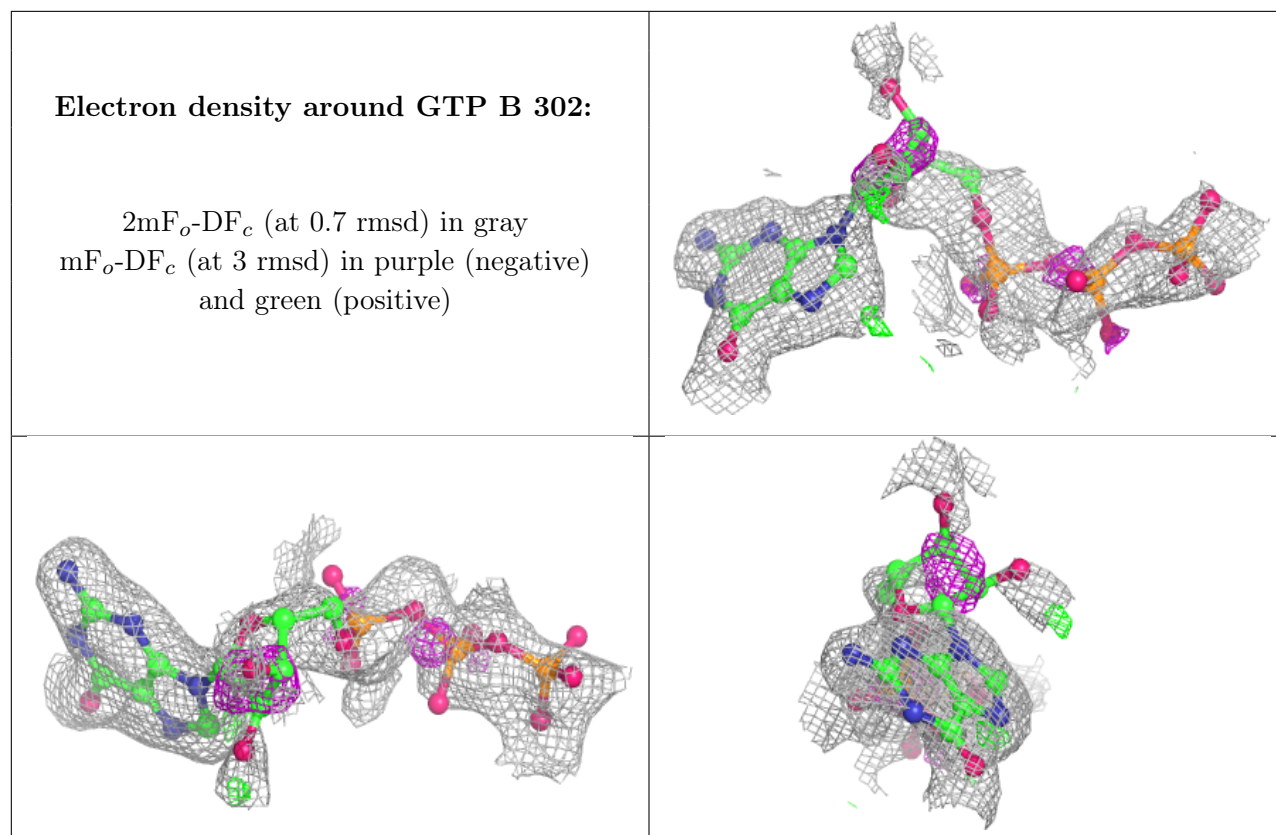 Electron density around GTP B 302:
2mFₒ-DF𝒸 (at 0.7 rmsd) in gray
mFₒ-DF𝒸 (at 3 rmsd) in purple (negative)
and green (positive)